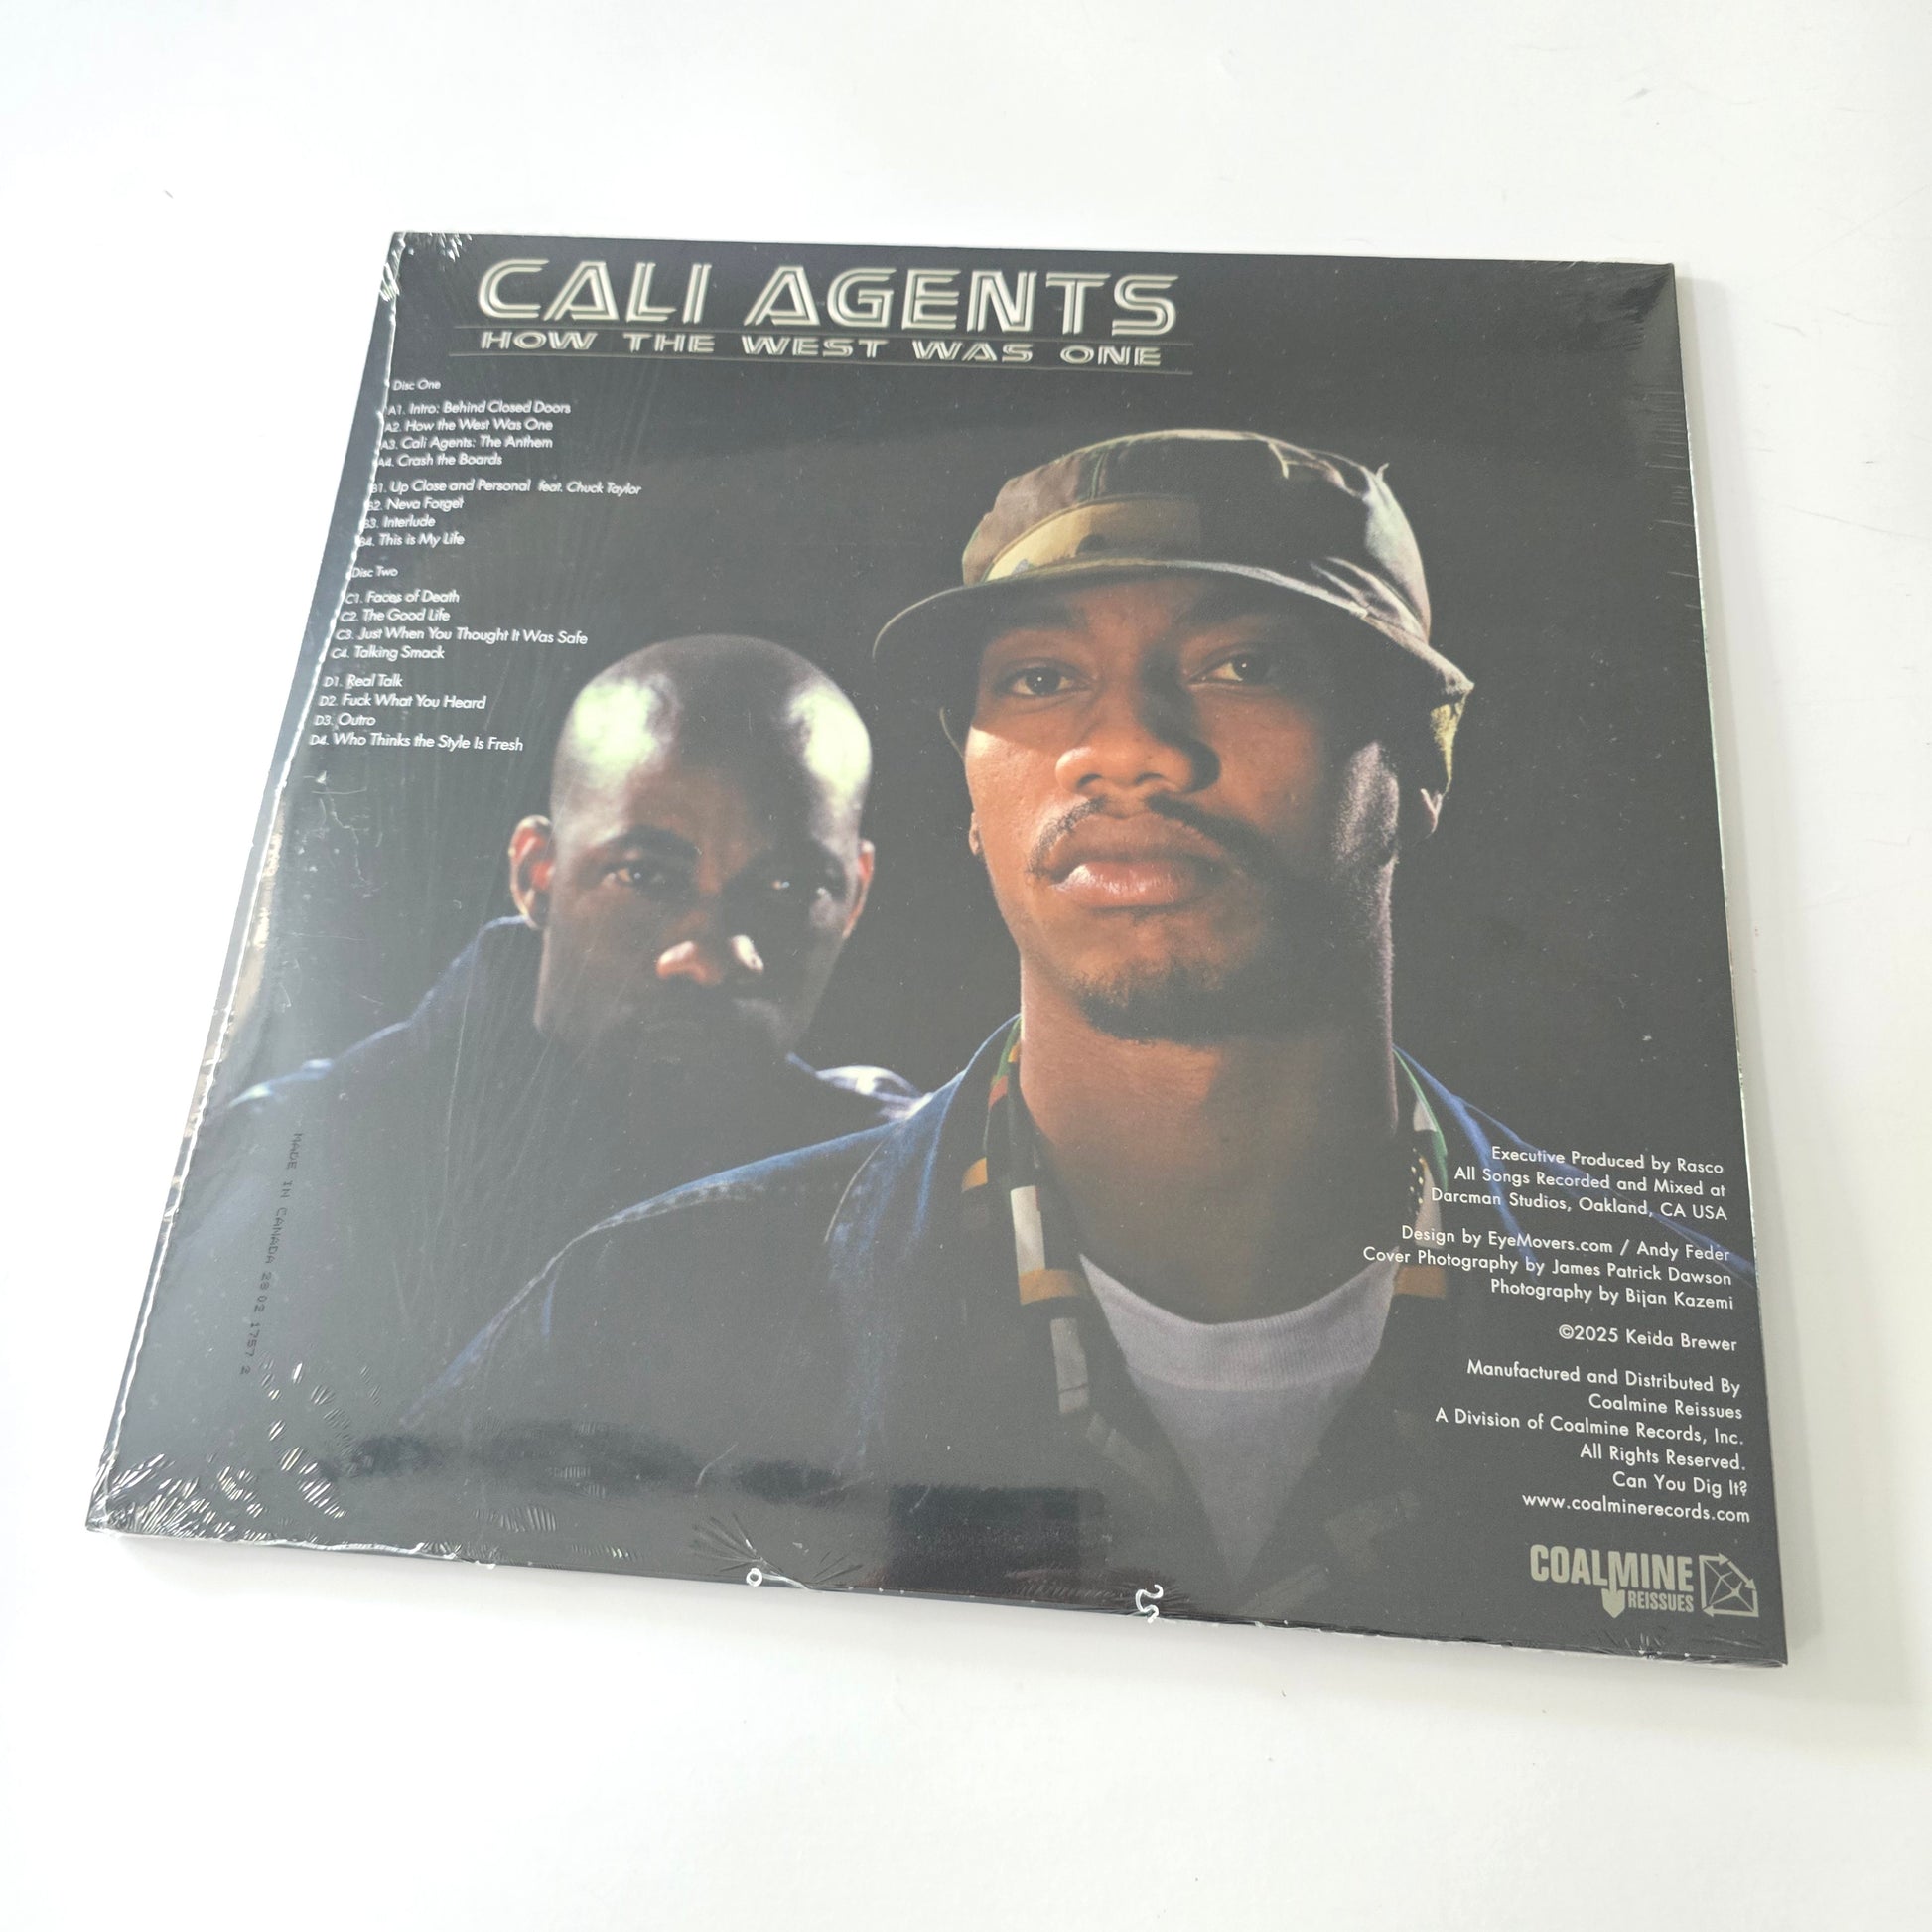 CALI AGENTS
HOW THE WEST WAS ONE
Disc One
A1. Intro: Behind Closed Doors
A2. How the West Was One
A3. Cali Agents: The Anthem
A4. Crash the Boards
B1. Up Close and Personal feat. Chuck Taylor
B2. Neva Forget
B3. Interlude
B4. This is My Life
Disc Two
C1. Faces of Death
C2. The Good Life
C3. Just When You Thought It Was Safe
C4. Talking Smack
D1. Real Talk
D2. Fuck What You Heard
D3. Outro
D4. Who Thinks the Style Is Fresh
MADE IN CANADA 28 02 1757 2
Executive Produced by Rasco
All Songs Recorded and Mixed at
Darcman Studios, Oakland, CA USA
Design by EyeMovers.com / Andy Feder
Cover Photography by James Patrick Dawson
Photography by Bijan Kazemi
©2025 Keida Brewer
Manufactured and Distributed By
Coalmine Reissues
A Division of Coalmine Records, Inc.
All Rights Reserved.
Can You Dig It?
www.coalminerecords.com
COALMINE
REISSUES